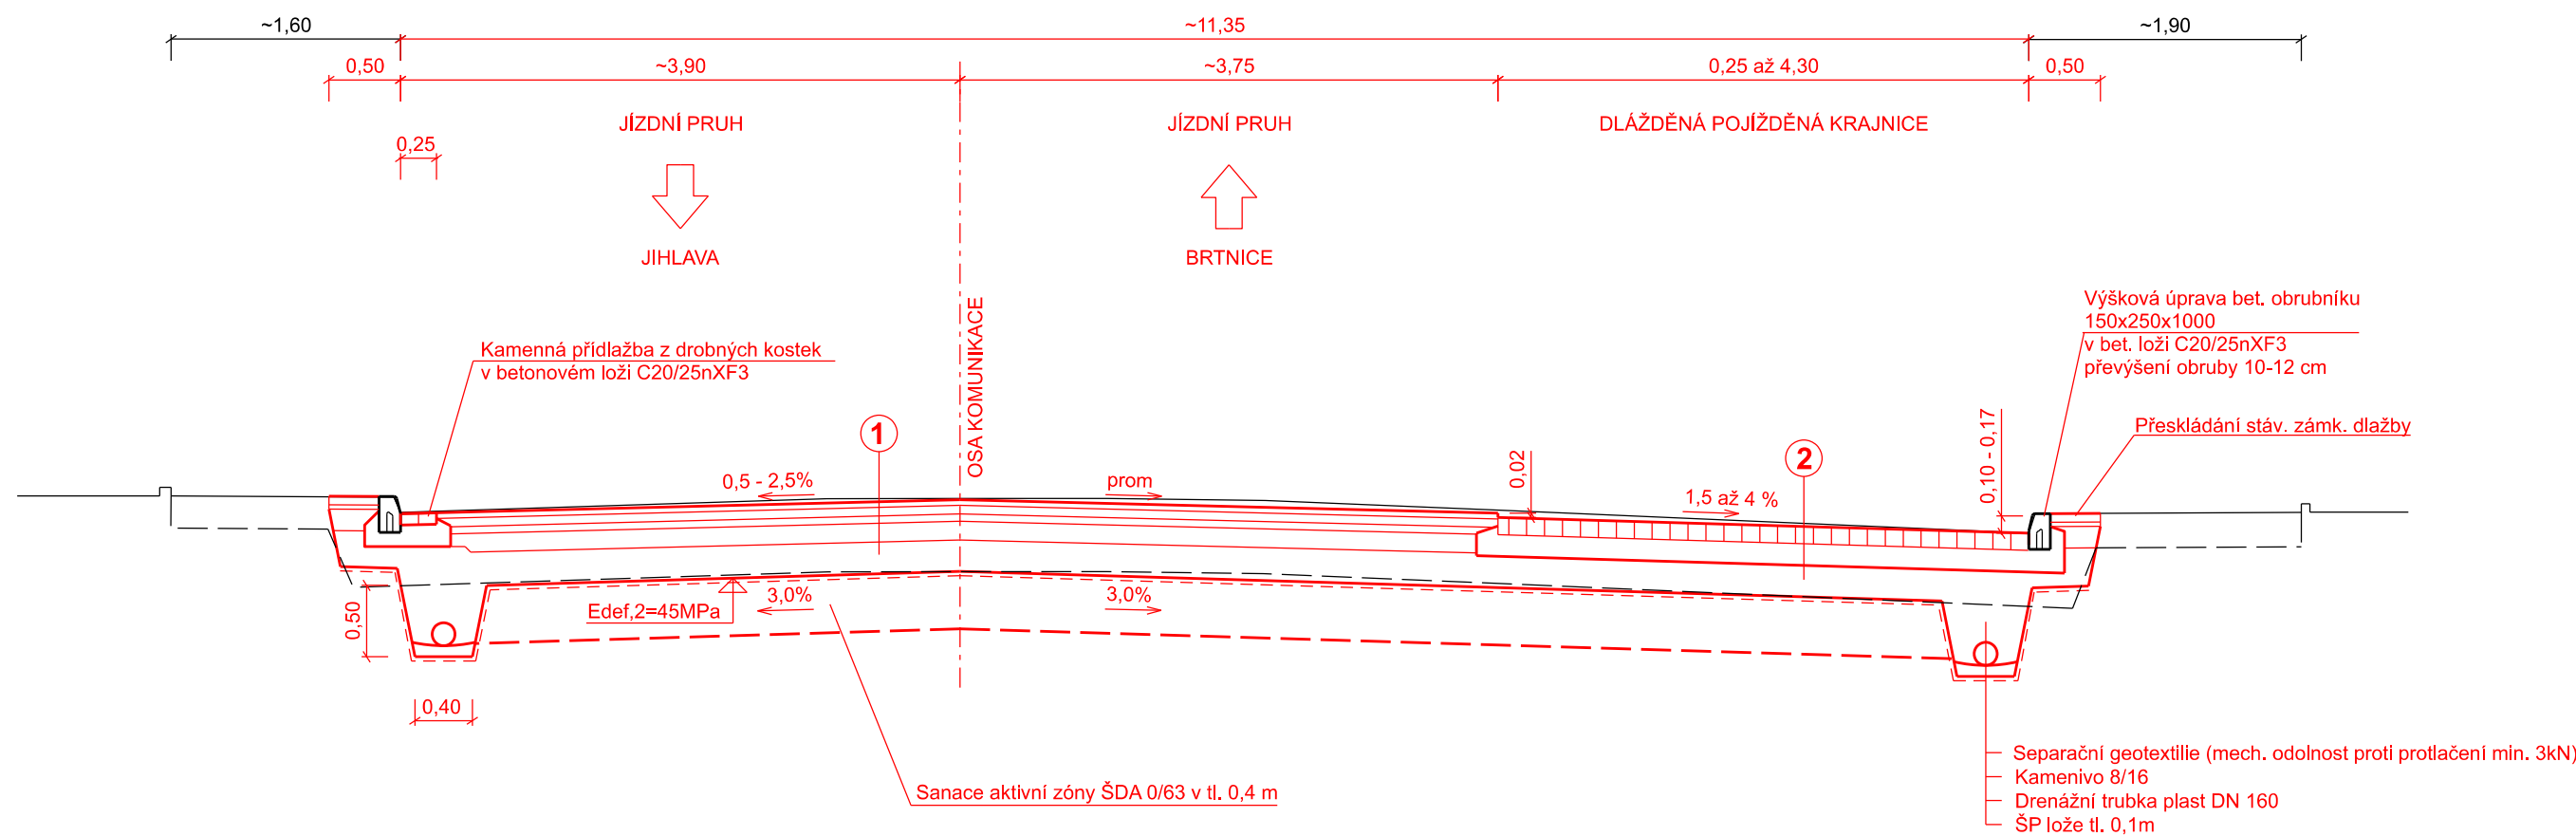 ~1,60
~11,35
~1,90
0,50
~3,90
~3,75
0,25 až 4,30
0,50
JÍZDNÍ PRUH
JÍZDNÍ PRUH
DLÁŽDĚNÁ POJÍŽDĚNÁ KRAJNICE
0,25
JIHLAVA
BRTNICE
OSA KOMUNIKACE
Výšková úprava bet. obrubníku
150x250x1000
v bet. loži C20/25nXF3
převýšení obruby 10-12 cm
Kamenná přídlažba z drobných kostek
v betonovém loži C20/25nXF3
1
2
0,10 - 0,17
Přeskládání stáv. zámk. dlažby
0,02
0,5 - 2,5%
prom
1,5 až 4 %
3,0%
3,0%
Edef,2=45MPa
0,50
0,40
Sanace aktivní zóny ŠDA 0/63 v tl. 0,4 m
Separační geotextilie (mech. odolnost proti protlačení min. 3kN)
Kamenivo 8/16
Drenážní trubka plast DN 160
ŠP lože tl. 0,1m